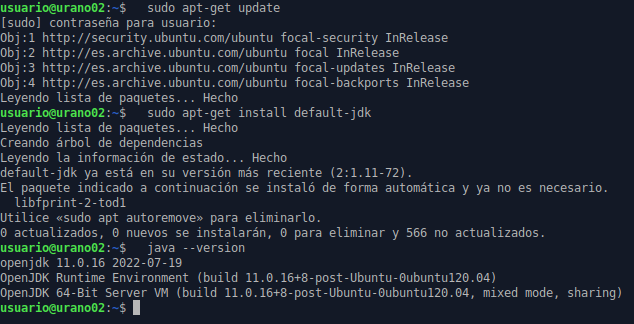 usuario@urano02:~$   sudo apt-get update
[sudo] contraseña para usuario:
Obj:1 http://security.ubuntu.com/ubuntu focal-security InRelease
Obj:2 http://es.archive.ubuntu.com/ubuntu focal InRelease
Obj:3 http://es.archive.ubuntu.com/ubuntu focal-updates InRelease
Obj:4 http://es.archive.ubuntu.com/ubuntu focal-backports InRelease
Leyendo lista de paquetes... Hecho
usuario@urano02:~$   sudo apt-get install default-jdk
Leyendo lista de paquetes... Hecho
Creando árbol de dependencias
Leyendo la información de estado... Hecho
default-jdk ya está en su versión más reciente (2:1.11-72).
El paquete indicado a continuación se instaló de forma automática y ya no es necesario.
  libfprint-2-tod1
Utilice «sudo apt autoremove» para eliminarlo.
0 actualizados, 0 nuevos se instalarán, 0 para eliminar y 566 no actualizados.
usuario@urano02:~$   java --version
openjdk 11.0.16 2022-07-19
OpenJDK Runtime Environment (build 11.0.16+8-post-Ubuntu-0ubuntu120.04)
OpenJDK 64-Bit Server VM (build 11.0.16+8-post-Ubuntu-0ubuntu120.04, mixed mode, sharing)
usuario@urano02:~$